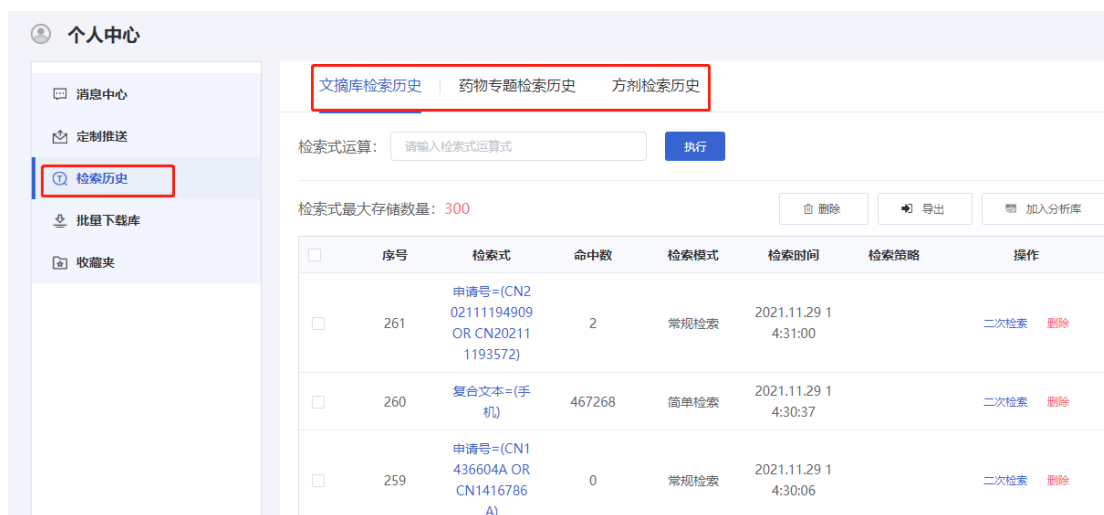 个人中心
消息中心
定制推送
检索历史
批量下载库
收藏夹
文摘库检索历史 药物专题检索历史 方剂检索历史
检索式运算： 请输入检索式运算式 执行
检索式最大存储数量：300 删除 导出 加入分析库
序号 检索式 命中数 检索模式 检索时间 检索策略 操作
申请号=(CN2
02111194909
OR CN20211
1193572)
261 2 常规检索 2021.11.29 1
4:31:00 二次检索 删除
复合文本=(手
机)
260 467268 简单检索 2021.11.29 1
4:30:37 二次检索 删除
申请号=(CN1
436604A OR
CN1416786
A)
259 0 常规检索 2021.11.29 1
4:30:06 二次检索 删除